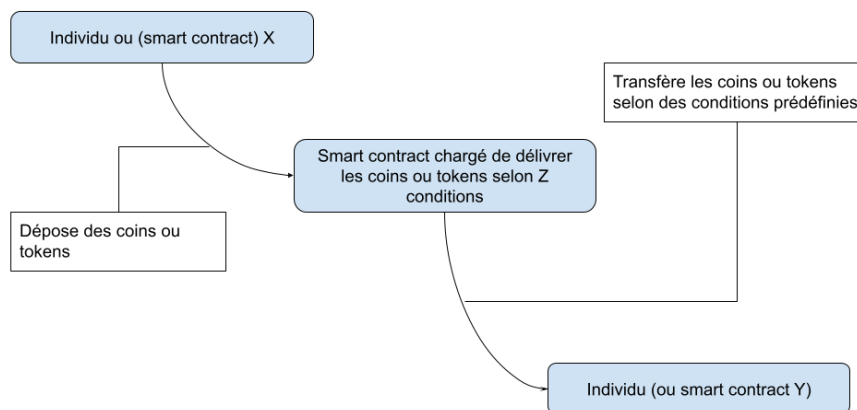 Individu ou (smart contract) X
Transfère les coins ou tokens
selon des conditions prédéfinies
Smart contract chargé de délivrer
les coins ou tokens selon Z
conditions
Dépose des coins ou
tokens
Individu (ou smart contract Y)